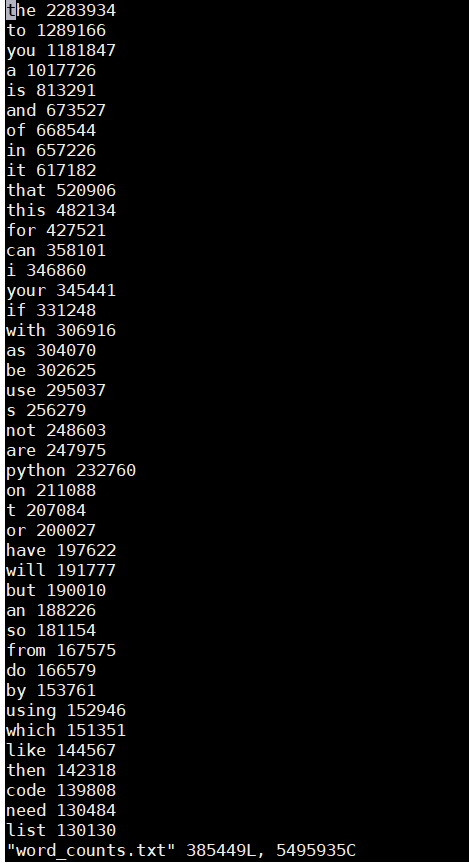 the 2283934
to 1289166
you 1181847
a 1017726
is 813291
and 673527
of 668544
in 657226
it 617182
that 520906
this 482134
for 427521
can 358101
i 346860
your 345441
if 331248
with 306916
as 304070
be 302625
use 295037
s 256279
not 248603
are 247975
python 232760
on 211088
t 207084
or 200027
have 197622
will 191777
but 190010
an 188226
so 181154
from 167575
do 166579
by 153761
using 152946
which 151351
like 144567
then 142318
code 139808
need 130484
list 130130
"word_counts.txt" 385449L, 5495935C